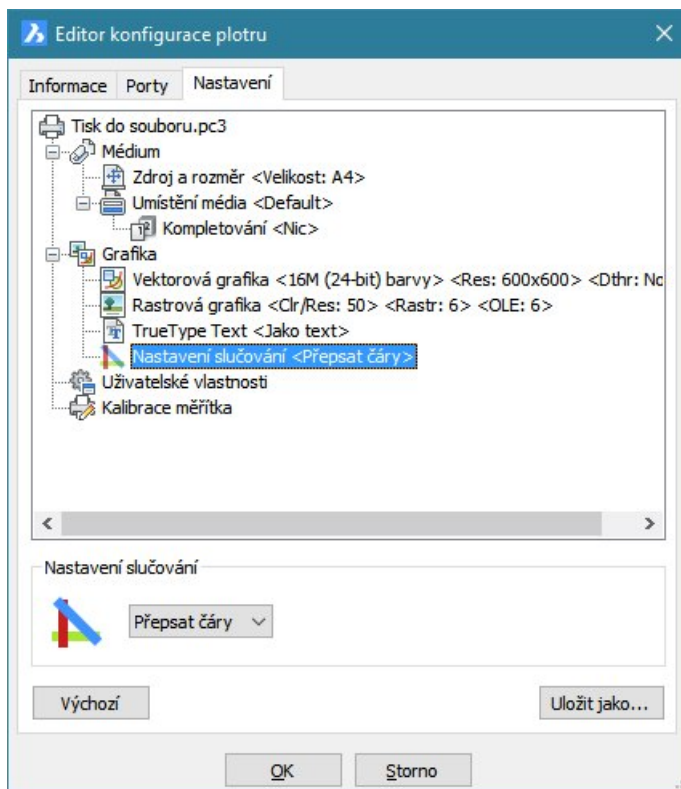 Editor konfigurace plotru
Informace Porty Nastavení
Tisk do souboru.pc3
Médium
Zdroj a rozměr <Velikost: A4>
Umístění média <Default>
Kompletování <Nic>
Grafika
Vektorová grafika <16M (24-bit) barvy> <Res: 600x600> <Dthr: No
Rastrová grafika <Clr/Res: 50> <Rastr: 6> <OLE: 6>
TrueType Text <Jako text>
Nastavení slučování <Přepsat čáry>
Uživatelské vlastnosti
Kalibrace měřítka
Nastavení slučování
Přepsat čáry
Výchozí Uložit jako...
OK Storno